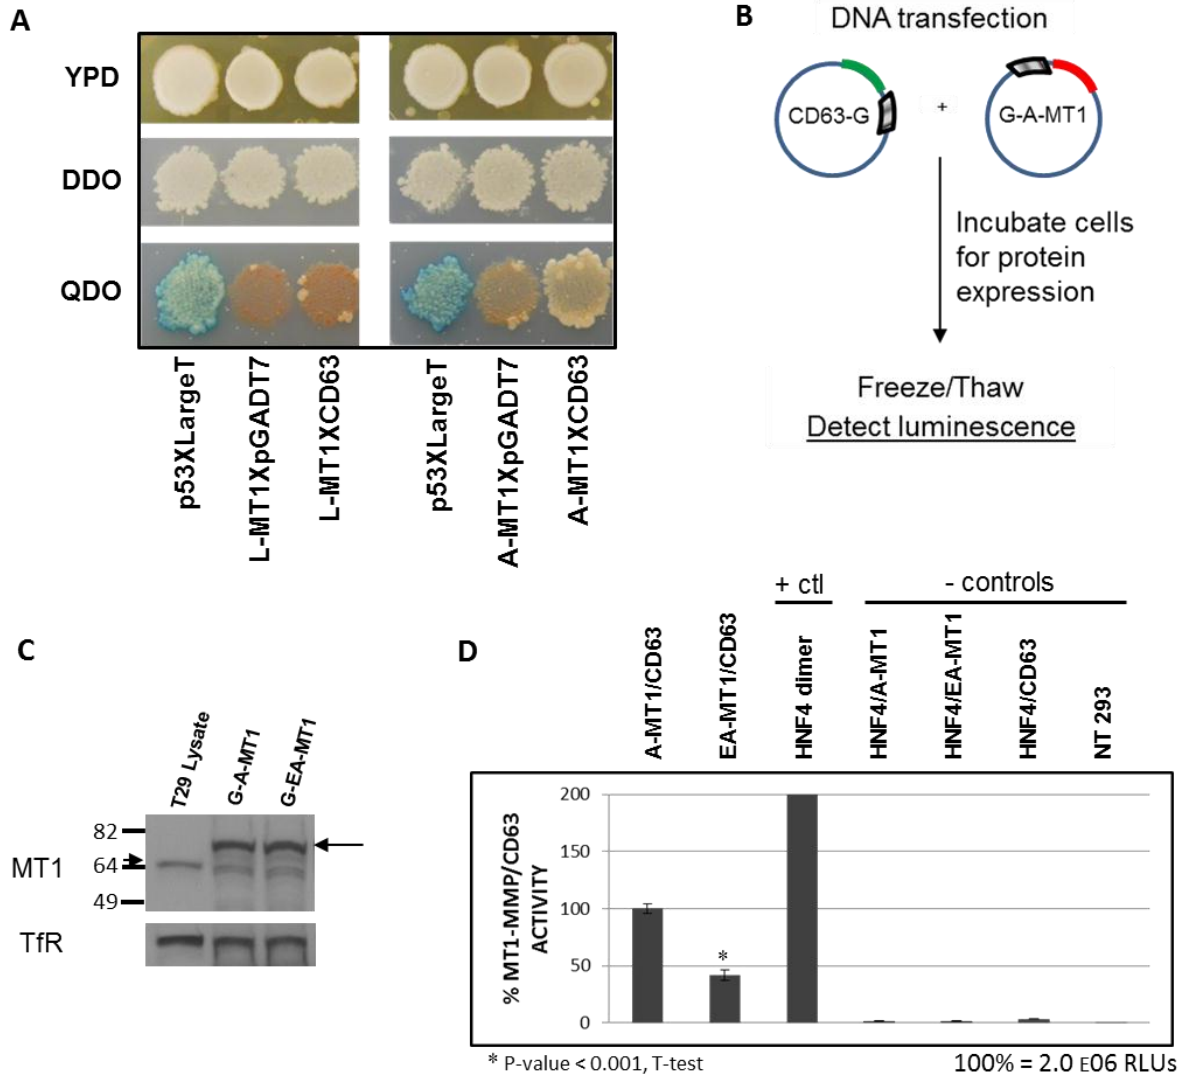 A
YPD
DDO
QDO
p53XLargeT
L-MT1XpGADT7
L-MT1XCD63
p53XLargeT
A-MT1XpGADT7
A-MT1XCD63
B
DNA transfection
CD63-G
+
G-A-MT1
Incubate cells
for protein
expression
Freeze/Thaw
Detect luminescence
C
T29 Lysate
G-A-MT1
G-EA-MT1
82
64
49
MT1
TfR
D
+ ctl
- controls
A-MT1/CD63
EA-MT1/CD63
HNF4 dimer
HNF4/A-MT1
HNF4/EA-MT1
HNF4/CD63
NT 293
% MT1-MMP/CD63
ACTIVITY
200
150
100
50
0
*
* P-value < 0.001, T-test
100% = 2.0 E06 RLUs